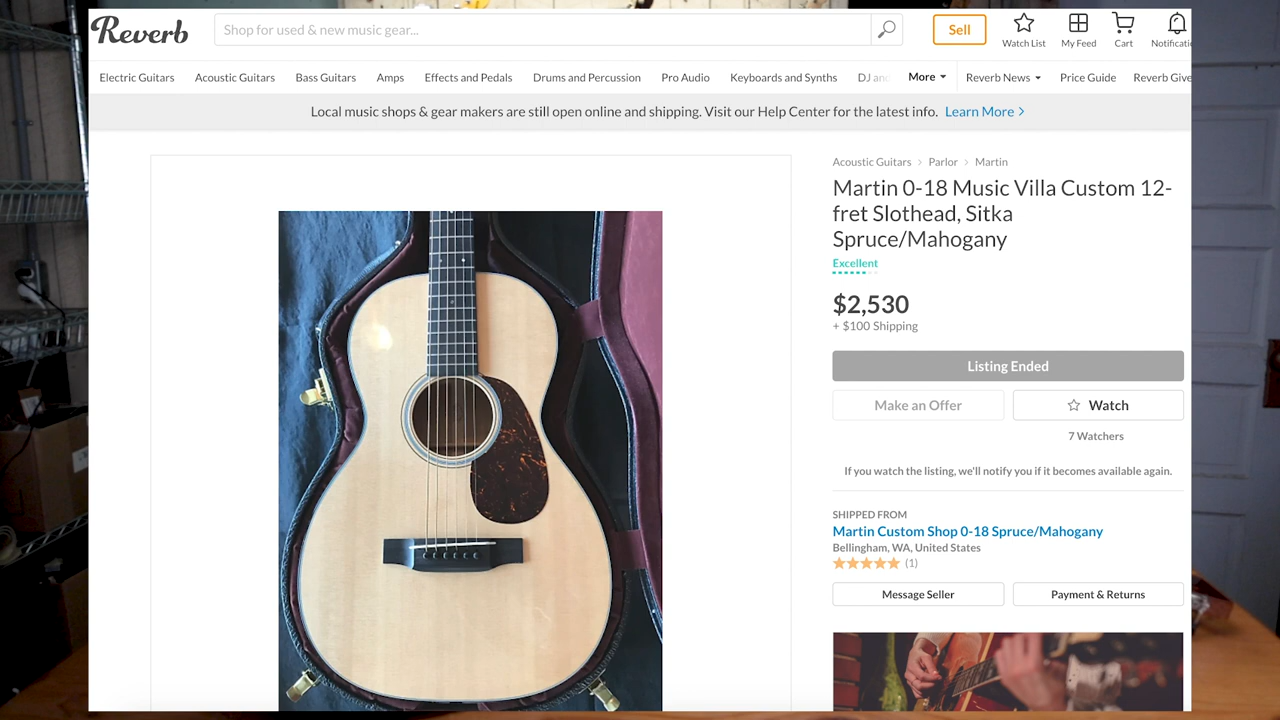 Reverb
Shop for used & new music gear...
Sell
Watch List
My Feed
Cart
Notificati
Electric Guitars
Acoustic Guitars
Bass Guitars
Amps
Effects and Pedals
Drums and Percussion
Pro Audio
Keyboards and Synths
DJ and
More
Reverb News
Price Guide
Reverb Give
Local music shops & gear makers are still open online and shipping. Visit our Help Center for the latest info. Learn More >
Acoustic Guitars > Parlor > Martin
Martin 0-18 Music Villa Custom 12-
fret Slothead, Sitka
Spruce/Mahogany
Excellent
$2,530
+ $100 Shipping
Listing Ended
Make an Offer
Watch
7 Watchers
If you watch the listing, we'll notify you if it becomes available again.
SHIPPED FROM
Martin Custom Shop 0-18 Spruce/Mahogany
Bellingham, WA, United States
(1)
Message Seller
Payment & Returns